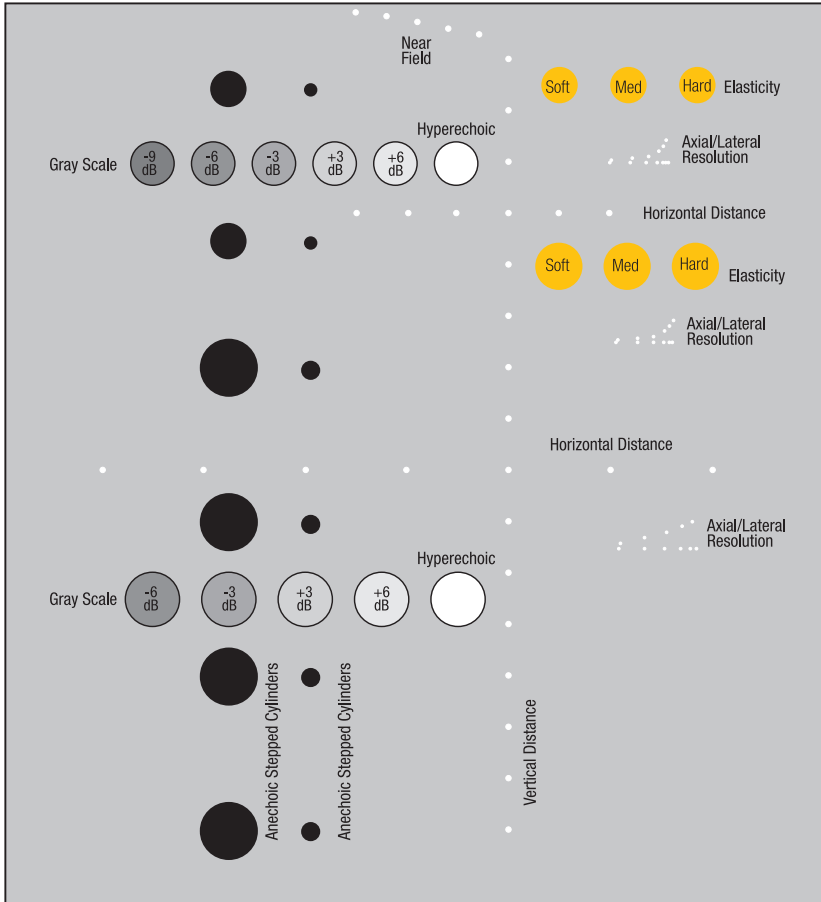 Near
Field
Soft
Med
Hard
Elasticity
Hyperechoic
Axial/Lateral
Resolution
Gray Scale
-9
dB
-6
dB
-3
dB
+3
dB
+6
dB
Horizontal Distance
Soft
Med
Hard
Elasticity
Axial/Lateral
Resolution
Horizontal Distance
Axial/Lateral
Resolution
Hyperechoic
Gray Scale
-6
dB
-3
dB
+3
dB
+6
dB
Anechoic Stepped Cylinders
Anechoic Stepped Cylinders
Vertical Distance